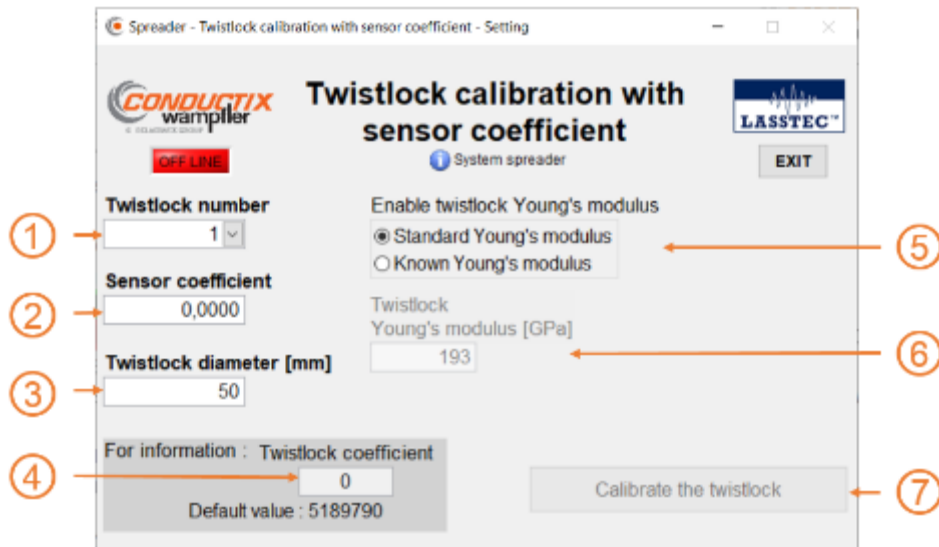 Spreader - Twistlock calibration with sensor coefficient - Setting
CONDUCTIX
wampfler
Twistlock calibration with
sensor coefficient
LASSTEC™
OFF LINE
System spreader
EXIT
Twistlock number
Enable twistlock Young's modulus
1
1
Standard Young's modulus
5
Known Young's modulus
Sensor coefficient
2
0,0000
Twistlock
Young's modulus [GPa]
193
6
Twistlock diameter [mm]
3
50
For information : Twistlock coefficient
4
0
Calibrate the twistlock
7
Default value : 5189790